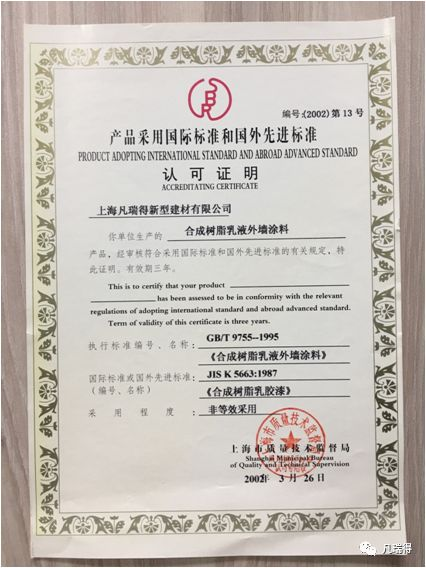 编号:(2002)第13号
产品采用国际标准和国外先进标准
PRODUCT ADOPTING INTERNATIONAL STANDARD AND ABROAD ADVANCED STANDARD
认可证明
ACCREDITATING CERTIFICATE
上海凡瑞得新型建材有限公司
你单位生产的 合成树脂乳液外墙涂料
产品，经审核符合采用国际标准和国外先进标准的有关规定，特
此证明。有效期三年。
This is to certify that your product
has been assessed to be in conformity with the relevant
regulations of adopting international standard and abroad advanced standard.
Term of validity of this certificate is three years.
执行标准编号、名称： GB/T 9755--1995
《合成树脂乳液外墙涂料》
国际标准或国外先进标准： JIS K 5663:1987
（编号、名称） 《合成树脂乳胶漆》
采用程度： 非等效采用
上海市质量技术监督局
Shanghai Municipal Bureau
of Quality and Technical Supervision
2002年3月26日
凡瑞得